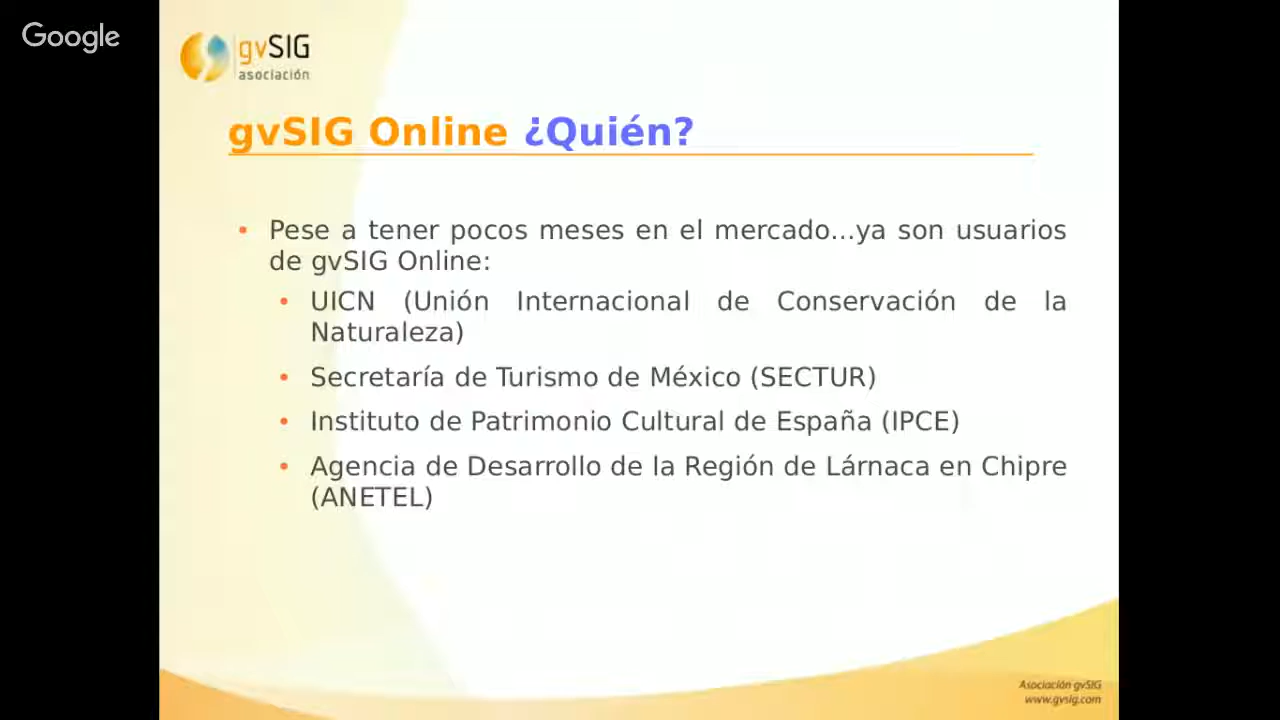 Google
gvSIG
asociación
gvSIG Online ¿Quién?
• Pese a tener pocos meses en el mercado...ya son usuarios
de gvSIG Online:
• UICN (Unión Internacional de Conservación de la
Naturaleza)
• Secretaría de Turismo de México (SECTUR)
• Instituto de Patrimonio Cultural de España (IPCE)
• Agencia de Desarrollo de la Región de Lárnaca en Chipre
(ANETEL)
Asociación gvSIG
www.gvsig.com